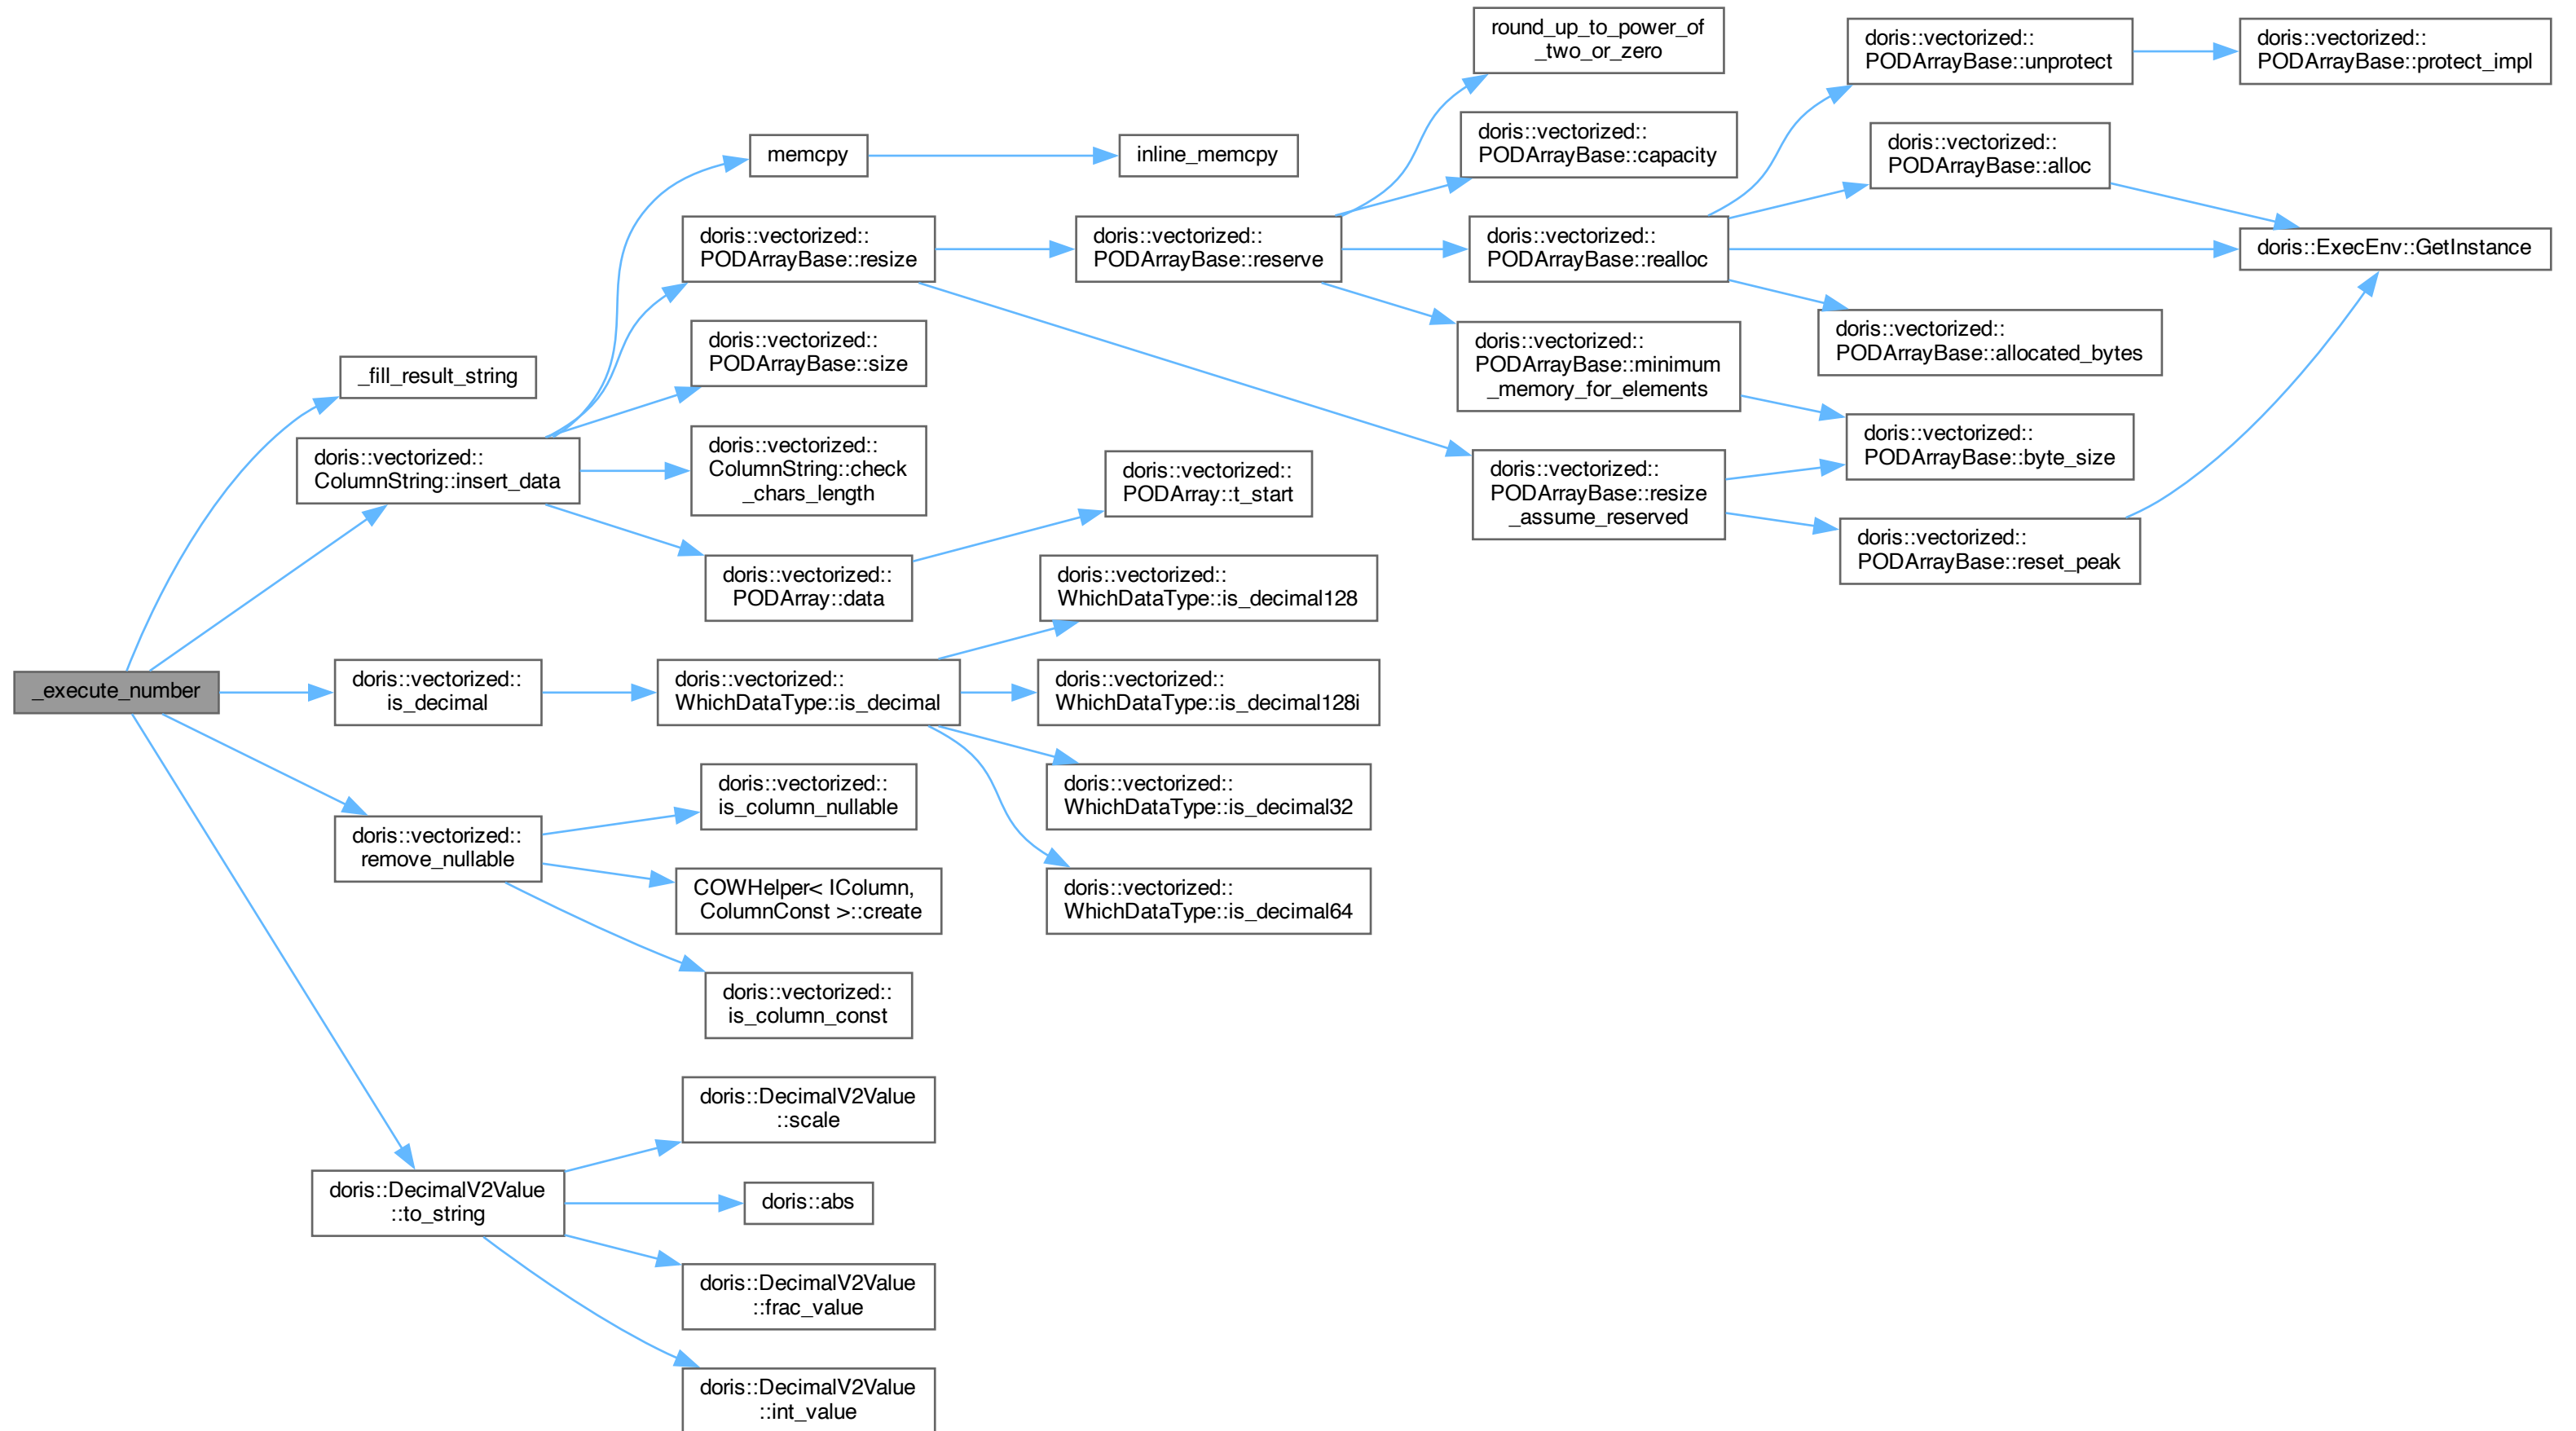 _execute_number
_fill_result_string
doris::vectorized::
ColumnString::insert_data
doris::vectorized::
is_decimal
doris::vectorized::
remove_nullable
doris::DecimalV2Value
::to_string
memcpy
doris::vectorized::
PODArrayBase::resize
doris::vectorized::
PODArrayBase::size
doris::vectorized::
ColumnString::check
_chars_length
doris::vectorized::
PODArray::data
doris::vectorized::
WhichDataType::is_decimal
doris::vectorized::
is_column_nullable
COWHelper< IColumn,
ColumnConst >::create
doris::vectorized::
is_column_const
doris::DecimalV2Value
::scale
doris::abs
doris::DecimalV2Value
::frac_value
doris::DecimalV2Value
::int_value
inline_memcpy
doris::vectorized::
PODArrayBase::reserve
doris::vectorized::
PODArray::t_start
doris::vectorized::
WhichDataType::is_decimal128
doris::vectorized::
WhichDataType::is_decimal128i
doris::vectorized::
WhichDataType::is_decimal32
doris::vectorized::
WhichDataType::is_decimal64
round_up_to_power_of
_two_or_zero
doris::vectorized::
PODArrayBase::capacity
doris::vectorized::
PODArrayBase::realloc
doris::vectorized::
PODArrayBase::minimum
_memory_for_elements
doris::vectorized::
PODArrayBase::resize
_assume_reserved
doris::vectorized::
PODArrayBase::unprotect
doris::vectorized::
PODArrayBase::alloc
doris::vectorized::
PODArrayBase::allocated_bytes
doris::vectorized::
PODArrayBase::byte_size
doris::vectorized::
PODArrayBase::reset_peak
doris::vectorized::
PODArrayBase::protect_impl
doris::ExecEnv::GetInstance